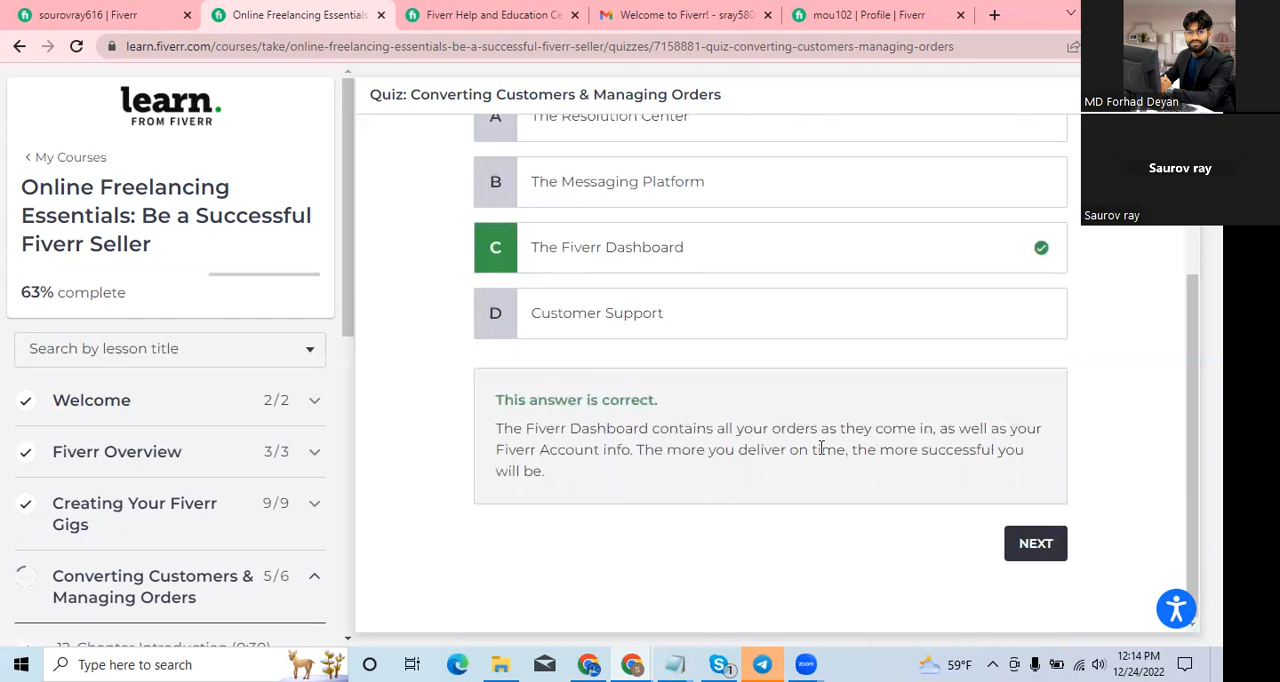 sourovray616 | Fiverr
Online Freelancing Essentials
Fiverr Help and Education Ce
Welcome to Fiverr! - sray580
mou102 | Profile | Fiverr
learn.fiverr.com/courses/take/online-freelancing-essentials-be-a-successful-fiverr-seller/quizzes/7158881-quiz-converting-customers-managing-orders
MD Forhad Deyan
Saurov ray
Saurov ray
learn.
FROM FIVERR
< My Courses
Online Freelancing
Essentials: Be a Successful
Fiverr Seller
63% complete
Search by lesson title
Welcome 2/2
Fiverr Overview 3/3
Creating Your Fiverr 9/9
Gigs
Converting Customers & 5/6
Managing Orders
12. Chapter Introduction (0:30)
Quiz: Converting Customers & Managing Orders
A The Resolution Center
B The Messaging Platform
C The Fiverr Dashboard
D Customer Support
This answer is correct.
The Fiverr Dashboard contains all your orders as they come in, as well as your
Fiverr Account info. The more you deliver on time, the more successful you
will be.
NEXT
Type here to search
zoom
1
59°F
12:14 PM
12/24/2022